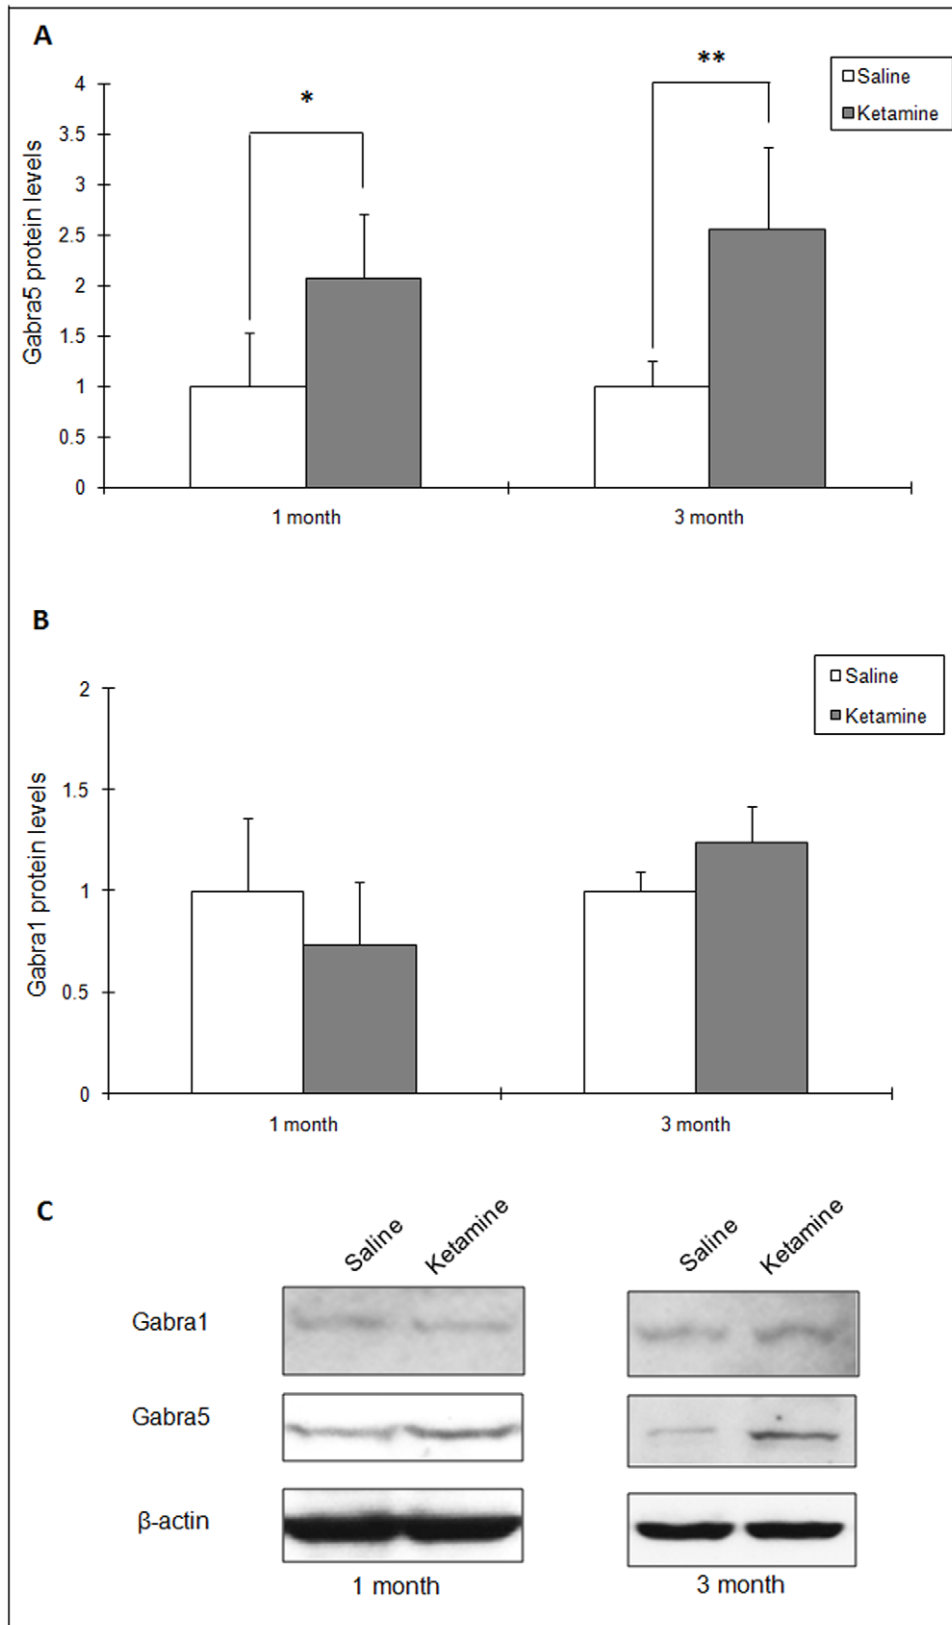 A
**
*
Saline
Ketamine
4
3.5
3
2.5
2
1.5
1
0.5
0
Gabra5 protein levels
1 month
3 month
B
Saline
Ketamine
2
1.5
1
0.5
0
Gabra1 protein levels
1 month
3 month
C
Saline Ketamine Saline Ketamine
Gabra1
Gabra5
β-actin
1 month 3 month